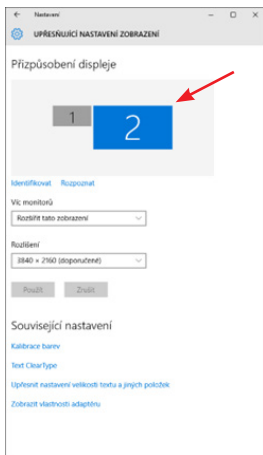 Nastavení
UPŘESŇUJÍCÍ NASTAVENÍ ZOBRAZENÍ
Přizpůsobení displeje
1
2
Identifikovat Rozpoznat
Víc monitorů
Rozšířit tato zobrazení
Rozlišení
3840 × 2160 (doporučené)
Použít Zrušit
Související nastavení
Kalibrace barev
Text ClearType
Upřesnit nastavení velikosti textu a jiných položek
Zobrazit vlastnosti adaptéru